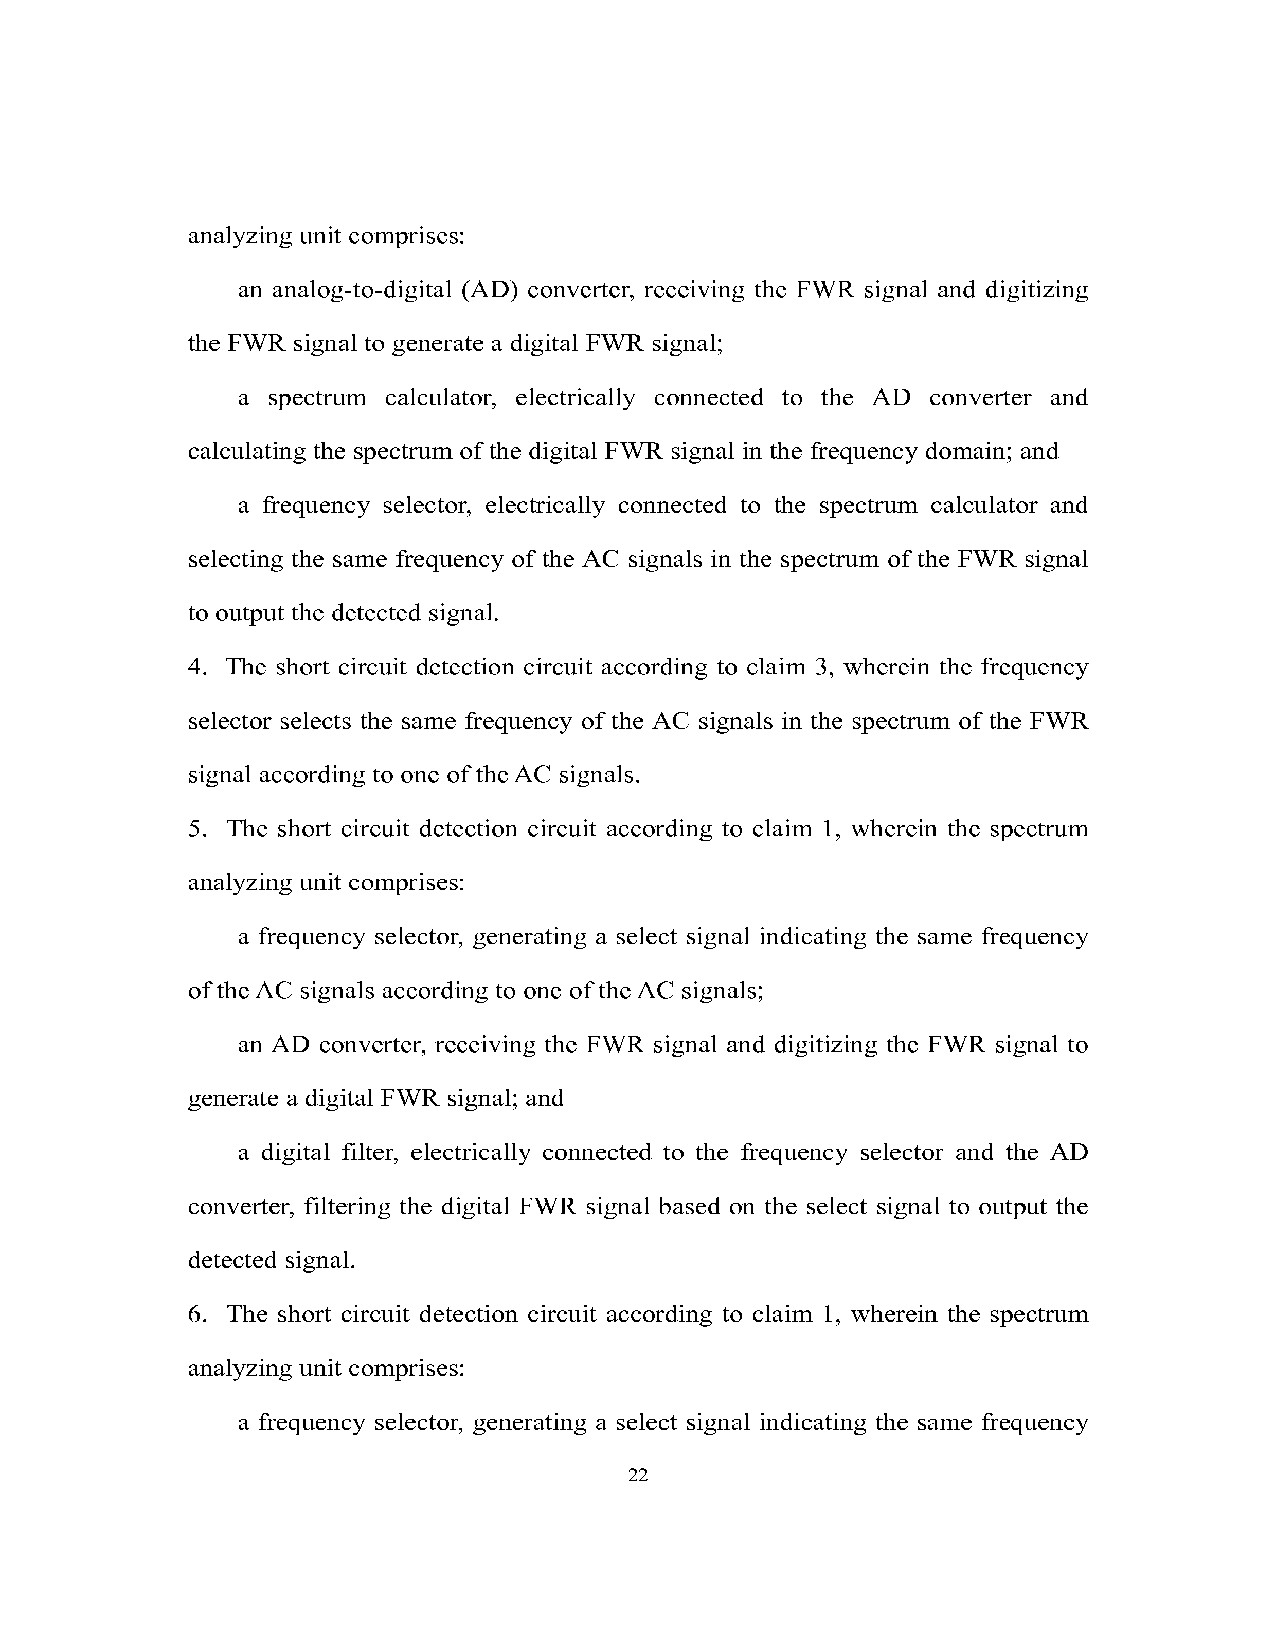 analyzing unit comprises:
an analog-to-digital (AD) converter, receiving the FWR signal and digitizing
the FWR signal to generate a digital FWR signal;
a spectrum calculator, electrically connected to the AD converter and
calculating the spectrum of the digital FWR signal in the frequency domain; and
a frequency selector, electrically connected to the spectrum calculator and
selecting the same frequency of the AC signals in the spectrum of the FWR signal
to output the detected signal.
4. The short circuit detection circuit according to claim 3, wherein the frequency
selector selects the same frequency of the AC signals in the spectrum of the FWR
signal according to one of the AC signals.
5. The short circuit detection circuit according to claim 1, wherein the spectrum
analyzing unit comprises:
a frequency selector, generating a select signal indicating the same frequency
of the AC signals according to one of the AC signals;
an AD converter, receiving the FWR signal and digitizing the FWR signal to
generate a digital FWR signal; and
a digital filter, electrically connected to the frequency selector and the AD
converter, filtering the digital FWR signal based on the select signal to output the
detected signal.
6. The short circuit detection circuit according to claim 1, wherein the spectrum
analyzing unit comprises:
a frequency selector, generating a select signal indicating the same frequency
22